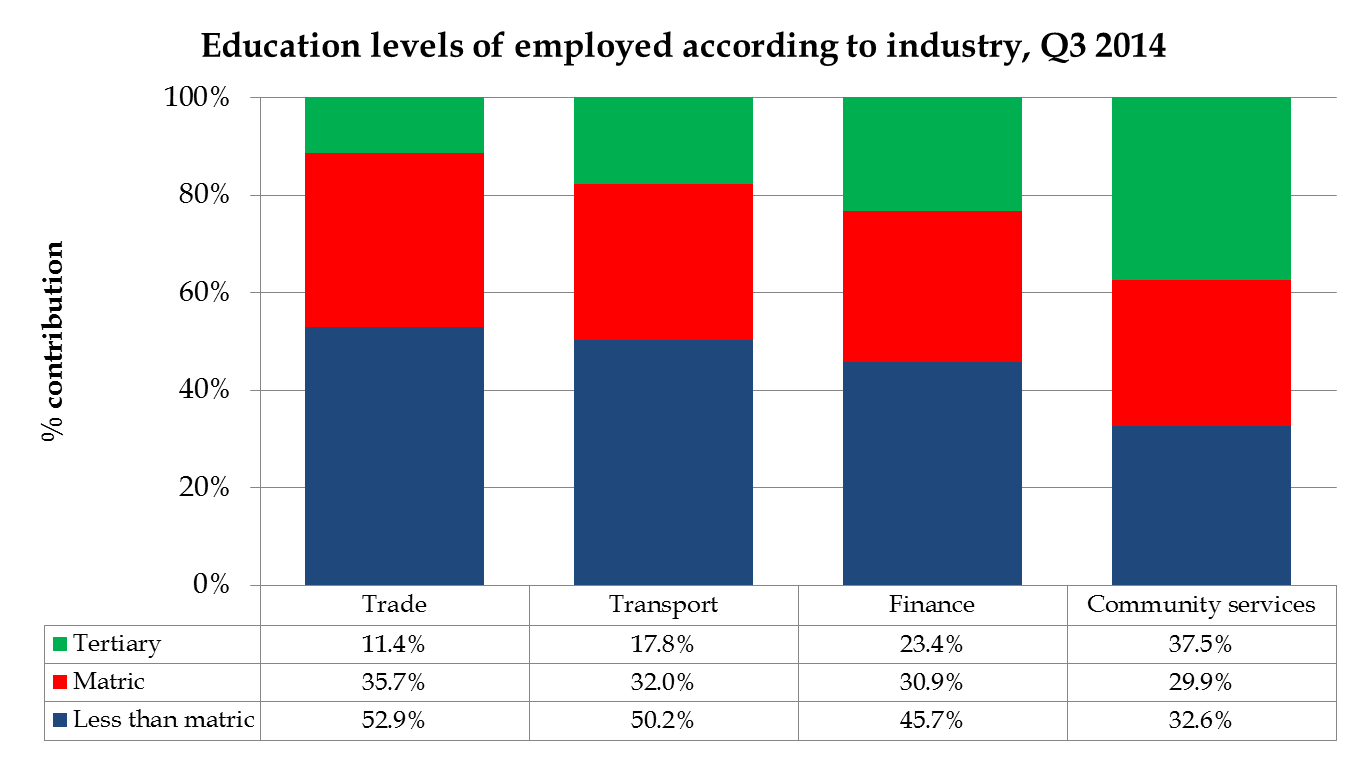 Education levels of employed according to industry, Q3 2014
% contribution
100%
80%
60%
40%
20%
0%
Trade Transport Finance Community services
Tertiary 11.4% 17.8% 23.4% 37.5%
Matric 35.7% 32.0% 30.9% 29.9%
Less than matric 52.9% 50.2% 45.7% 32.6%